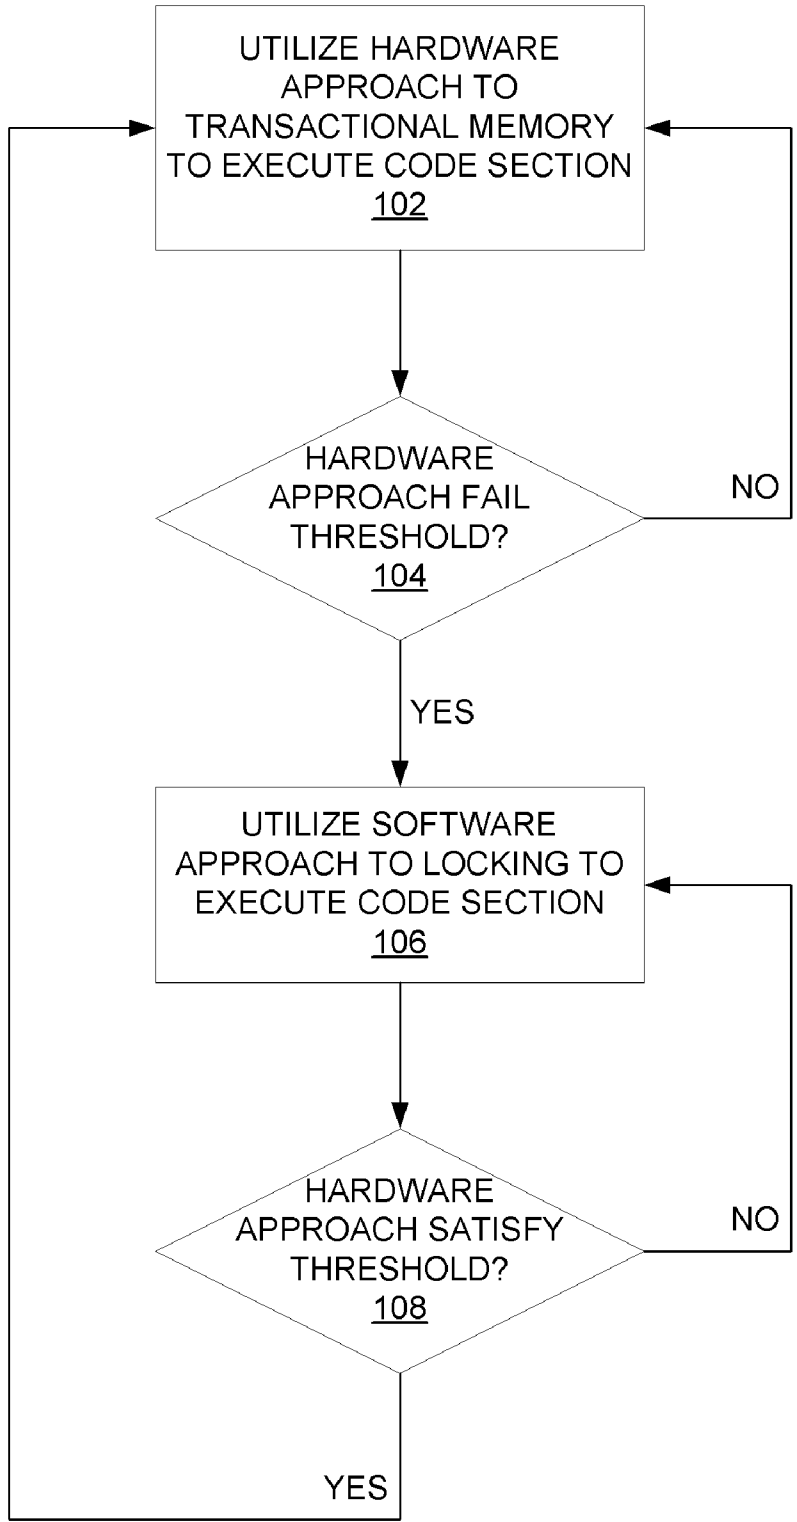 UTILIZE HARDWARE
APPROACH TO
TRANSACTIONAL MEMORY
TO EXECUTE CODE SECTION
102
HARDWARE
APPROACH FAIL
THRESHOLD?
104
NO
YES
UTILIZE SOFTWARE
APPROACH TO LOCKING TO
EXECUTE CODE SECTION
106
HARDWARE
APPROACH SATISFY
THRESHOLD?
108
NO
YES